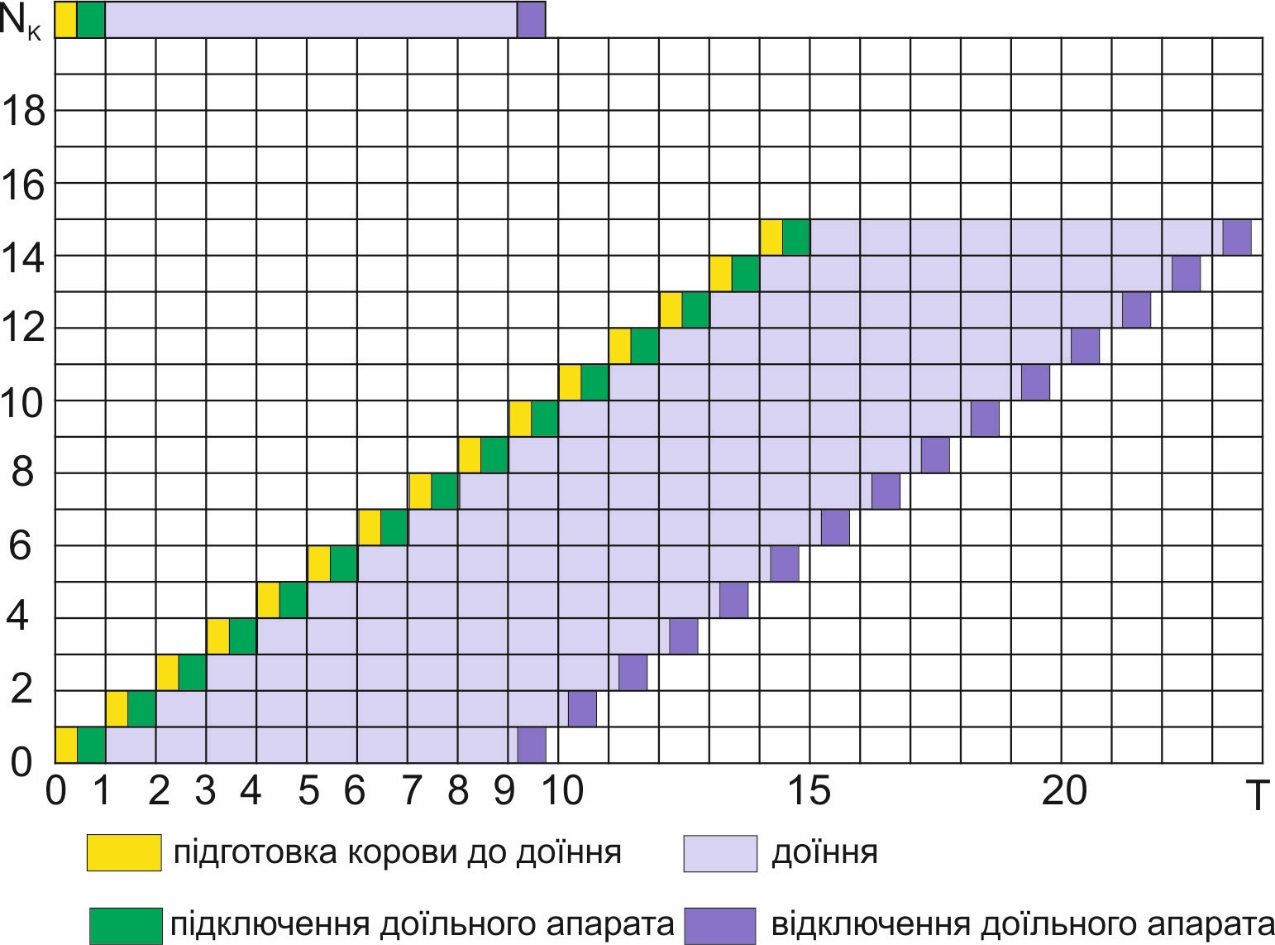 Nк
18
16
14
12
10
8
6
4
2
0
0 1 2 3 4 5 6 7 8 9 10 15 20 T
підготовка корови до доїння
доїння
підключення доїльного апарата
відключення доїльного апарата